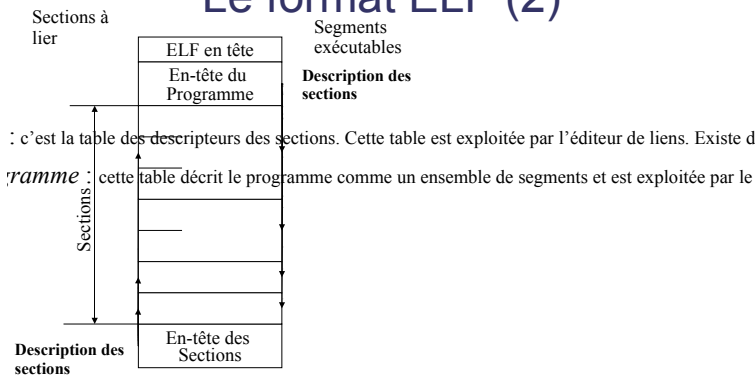 Le format ELF (2)
Sections à
lier
Segments
exécutables
ELF en tête
En-tête du
Programme
Description des
sections
: c’est la table des descripteurs des sections. Cette table est exploitée par l’éditeur de liens. Existe d
ramme : cette table décrit le programme comme un ensemble de segments et est exploitée par le
Sections
En-tête des
Sections
Description des
sections